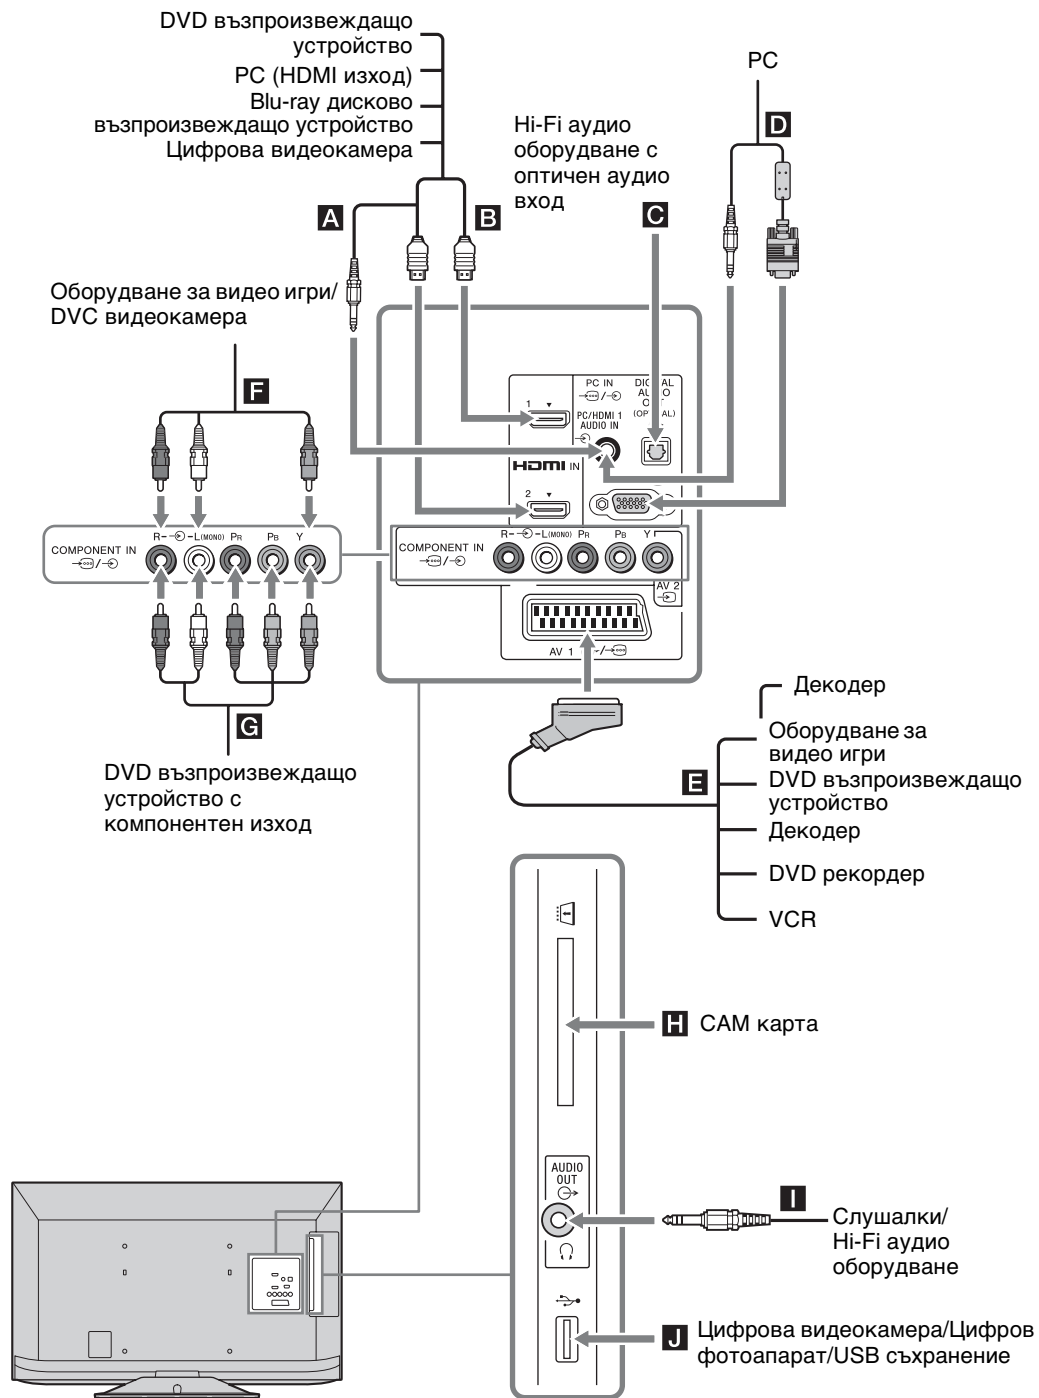 DVD възпроизвеждащо
устройство
PC (HDMI изход)
Blu-ray дисково
възпроизвеждащо устройство
Цифрова видеокамера
Hi-Fi аудио
оборудване с
оптичен аудио
вход
PC
A
B
C
D
Оборудване за видео игри/
DVC видеокамера
F
PC IN
PC/HDMI 1
AUDIO IN
DIGITAL
AUDIO
OUT
(OPTICAL)
1
HDMI IN
2
COMPONENT IN
R- -L(MONO) PR PB Y
COMPONENT IN
R- -L(MONO) PR PB Y
AV 2
AV 1
G
DVD възпроизвеждащо
устройство с
компонентен изход
E
Декодер
Оборудване за
видео игри
DVD възпроизвеждащо
устройство
Декодер
DVD рекордер
VCR
H CAM карта
AUDIO
OUT
I
Слушалки/
Hi-Fi аудио
оборудване
J Цифрова видеокамера/Цифров
фотоапарат/USB съхранение